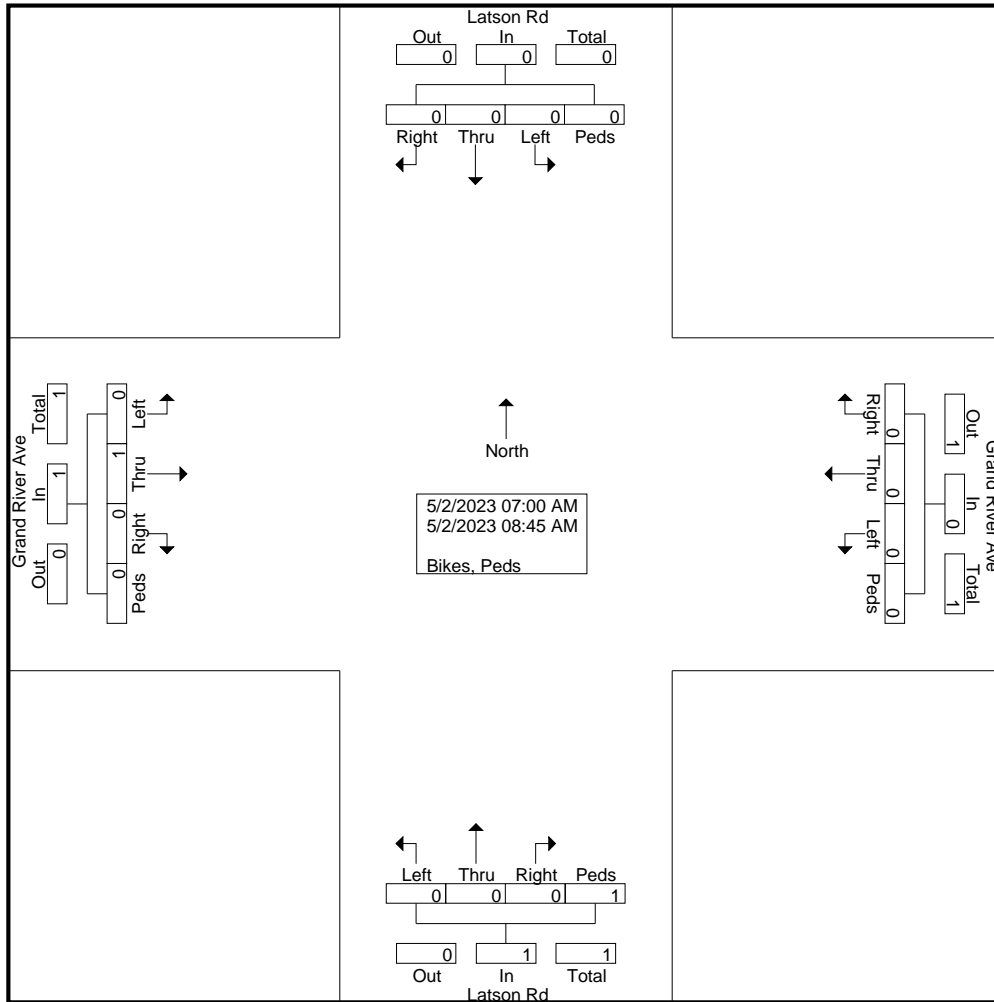 Latson Rd
Out In Total
0 0 0
0 0 0 0
Right Thru Left Peds
Grand River Ave
Total In Out
1 1 0
0 1 0 0
Left Thru Right Peds
North
5/2/2023 07:00 AM
5/2/2023 08:45 AM
Bikes, Peds
Right Thru Left Peds
0 0 0 0
Out In Total
1 0 1
Grand River Ave
Left Thru Right Peds
0 0 0 1
0 1 1
Out In Total
Latson Rd